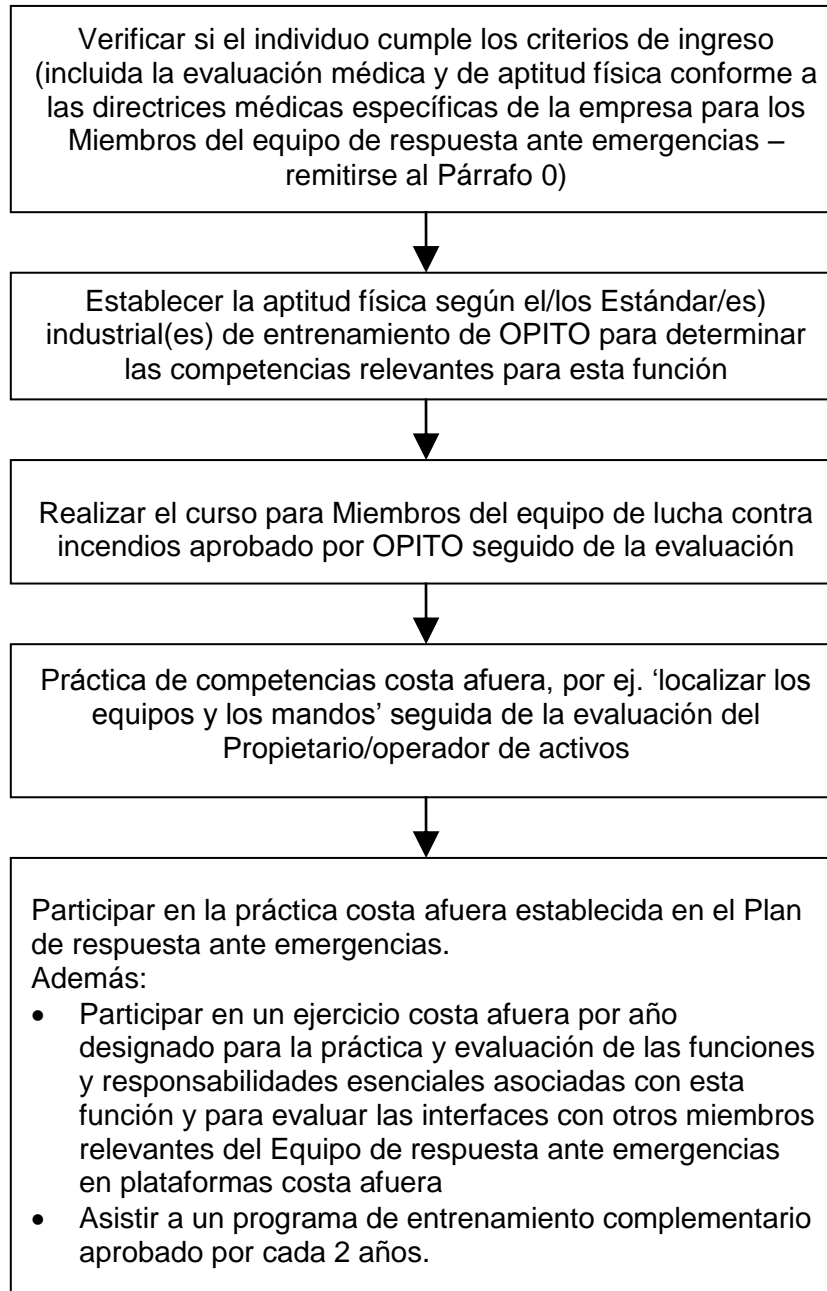 Verificar si el individuo cumple los criterios de ingreso
(incluida la evaluación médica y de aptitud física conforme a
las directrices médicas específicas de la empresa para los
Miembros del equipo de respuesta ante emergencias –
remitirse al Párrafo 0)
Establecer la aptitud física según el/los Estándar/es)
industrial(es) de entrenamiento de OPITO para determinar
las competencias relevantes para esta función
Realizar el curso para Miembros del equipo de lucha contra
incendios aprobado por OPITO seguido de la evaluación
Práctica de competencias costa afuera, por ej. ‘localizar los
equipos y los mandos’ seguida de la evaluación del
Propietario/operador de activos
Participar en la práctica costa afuera establecida en el Plan
de respuesta ante emergencias.
Además:
• Participar en un ejercicio costa afuera por año
designado para la práctica y evaluación de las funciones
y responsabilidades esenciales asociadas con esta
función y para evaluar las interfaces con otros miembros
relevantes del Equipo de respuesta ante emergencias
en plataformas costa afuera
• Asistir a un programa de entrenamiento complementario
aprobado por cada 2 años.